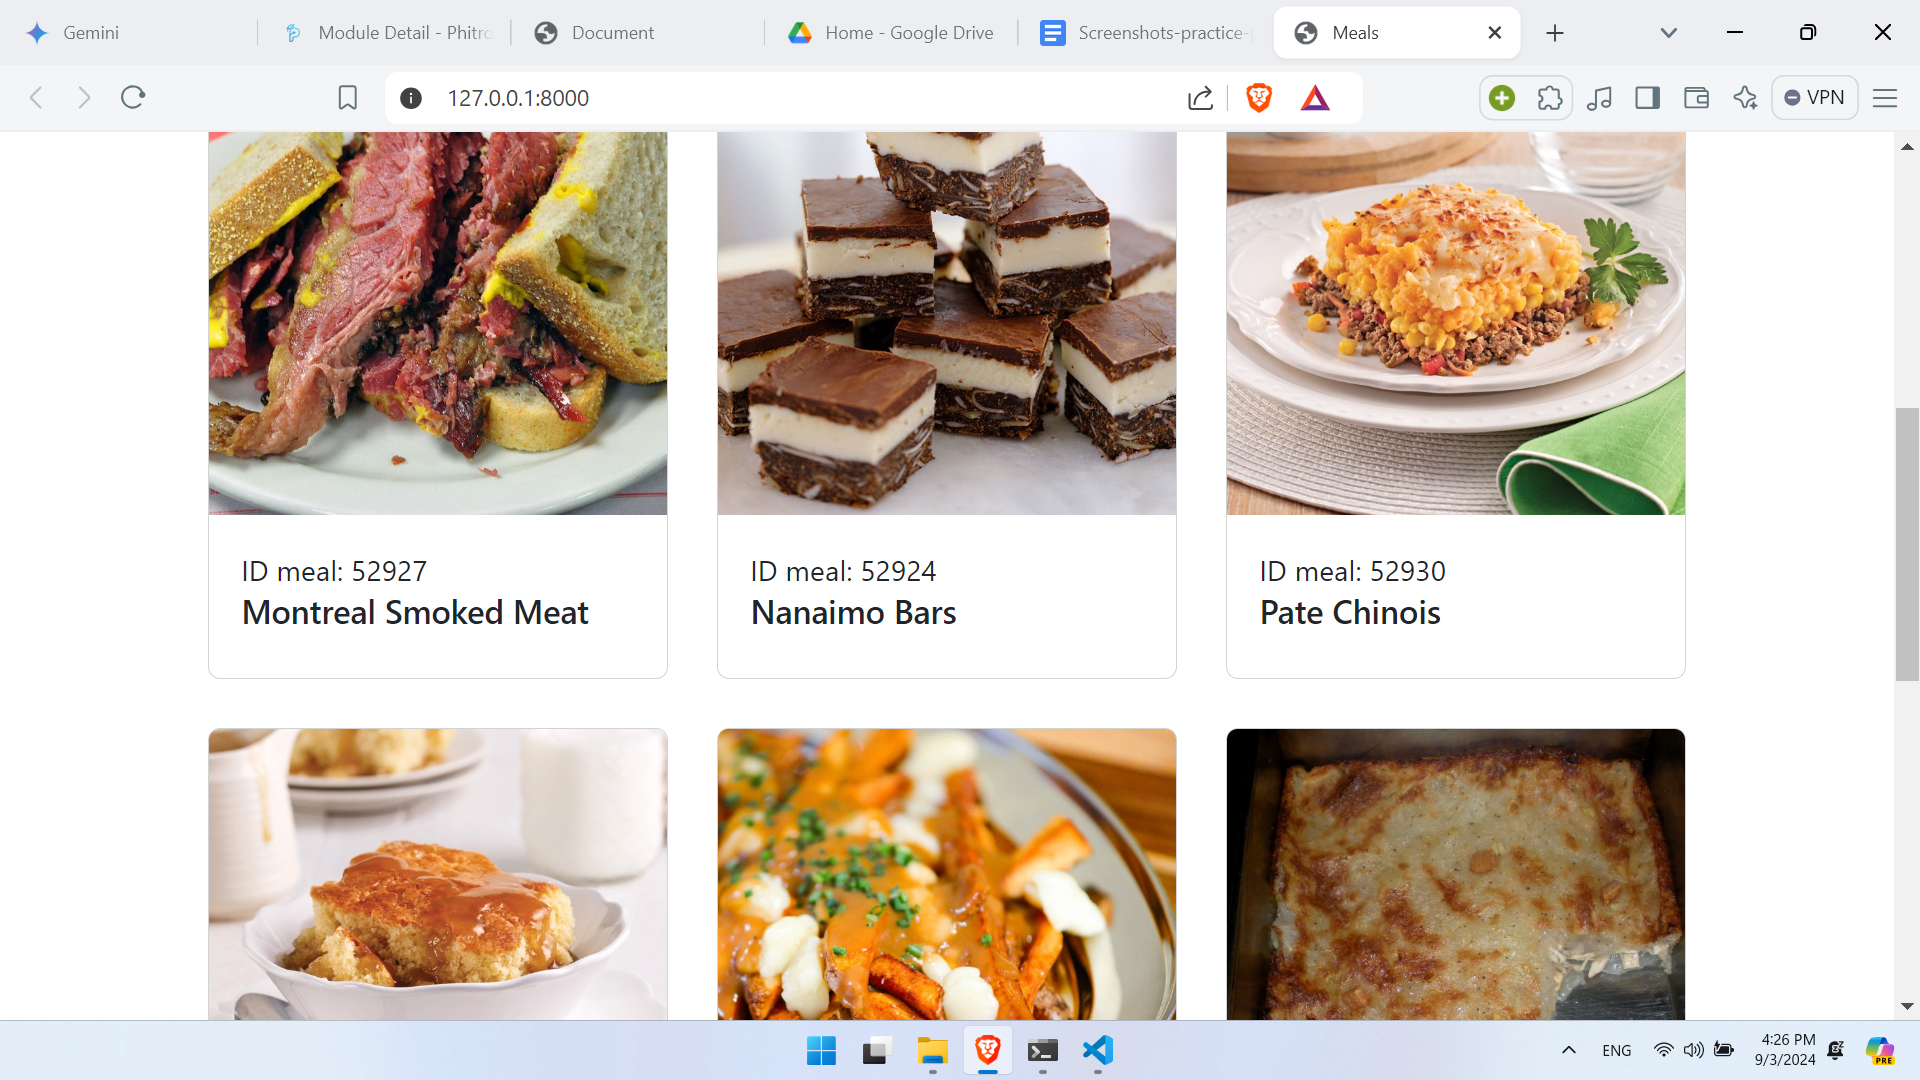 Gemini
Module Detail - Phitro
Document
Home - Google Drive
Screenshots-practice-
Meals
127.0.0.1:8000
VPN
ID meal: 52927
Montreal Smoked Meat
ID meal: 52924
Nanaimo Bars
ID meal: 52930
Pate Chinois
ENG
4:26 PM
9/3/2024
PRE